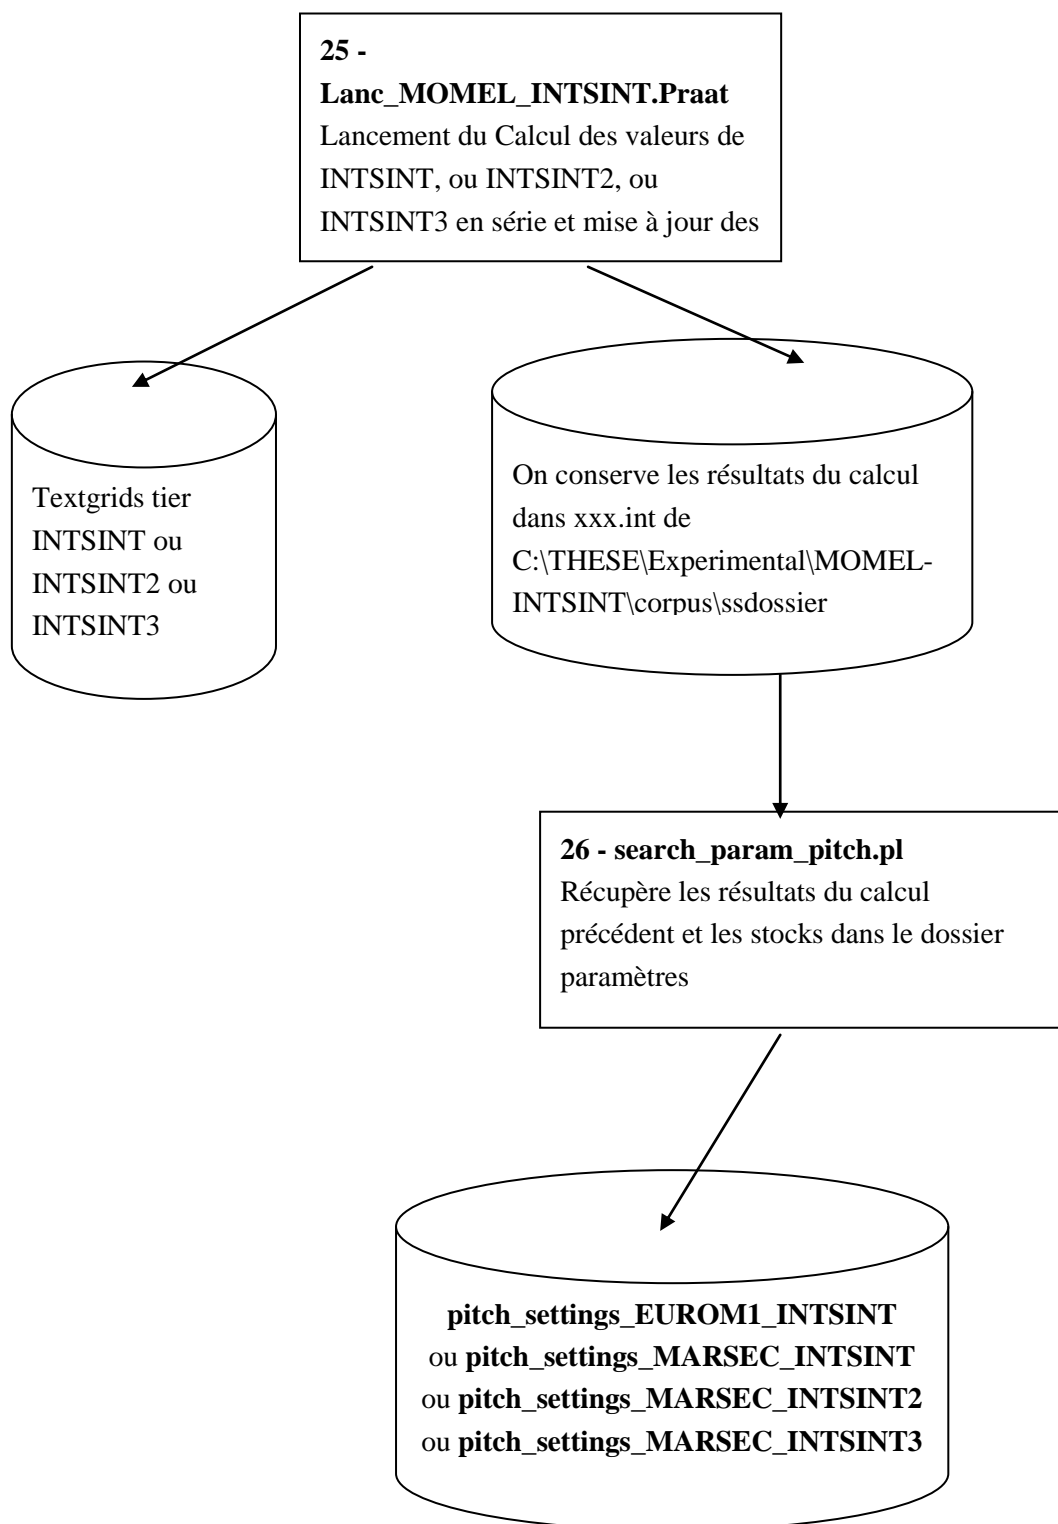 25 -
Lanc_MOMEL_INTSINT.Praat
Lancement du Calcul des valeurs de
INTSINT, ou INTSINT2, ou
INTSINT3 en série et mise à jour des
Textgrids tier
INTSINT ou
INTSINT2 ou
INTSINT3
On conserve les résultats du calcul
dans xxx.int de
C:\THESE\Experimental\MOMEL-
INTSINT\corpus\ssdossier
26 - search_param_pitch.pl
Récupère les résultats du calcul
précédent et les stocks dans le dossier
paramètres
pitch_settings_EUROM1_INTSINT
ou pitch_settings_MARSEC_INTSINT
ou pitch_settings_MARSEC_INTSINT2
ou pitch_settings_MARSEC_INTSINT3